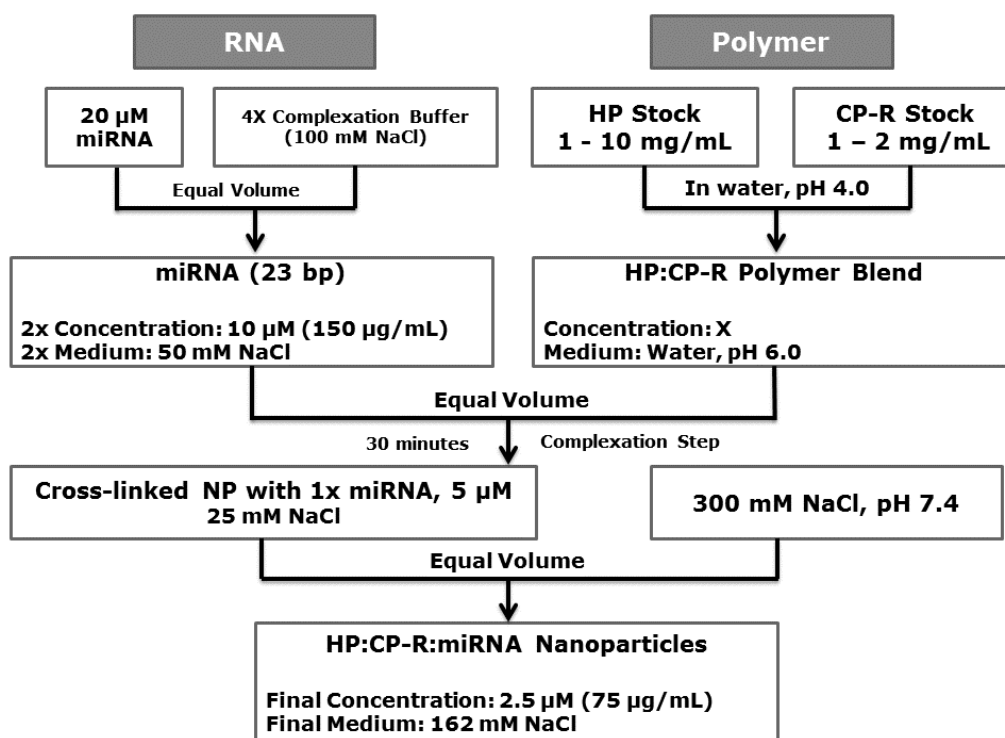 RNA
Polymer
20 µM
miRNA
4X Complexation Buffer
(100 mM NaCl)
HP Stock
1 - 10 mg/mL
CP-R Stock
1 – 2 mg/mL
Equal Volume
In water, pH 4.0
miRNA (23 bp)
2x Concentration: 10 µM (150 µg/mL)
2x Medium: 50 mM NaCl
HP:CP-R Polymer Blend
Concentration: X
Medium: Water, pH 6.0
Equal Volume
30 minutes
Complexation Step
Cross-linked NP with 1x miRNA, 5 µM
25 mM NaCl
300 mM NaCl, pH 7.4
Equal Volume
HP:CP-R:miRNA Nanoparticles
Final Concentration: 2.5 µM (75 µg/mL)
Final Medium: 162 mM NaCl